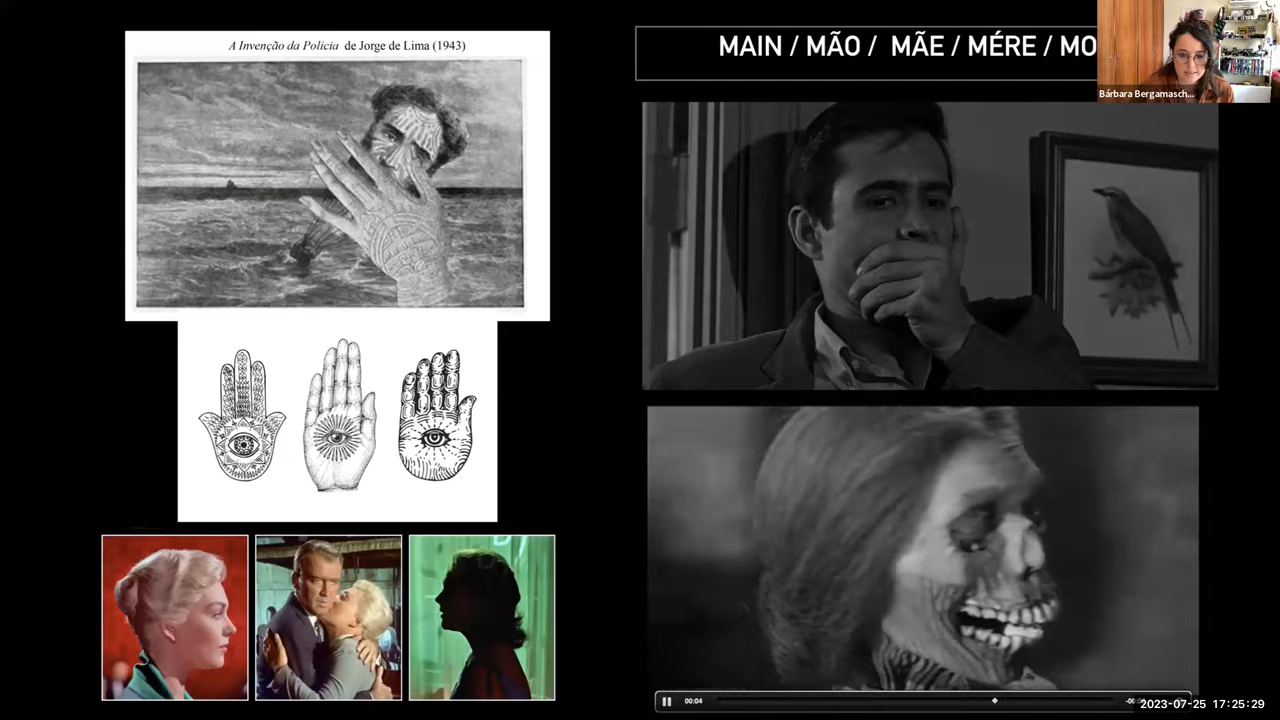 A Invenção da Policia de Jorge de Lima (1943)
MAIN / MÃO / MÃE / MÉRE / MO
Bárbara Bergamasch...
00:04
2023-07-25 17:25:29